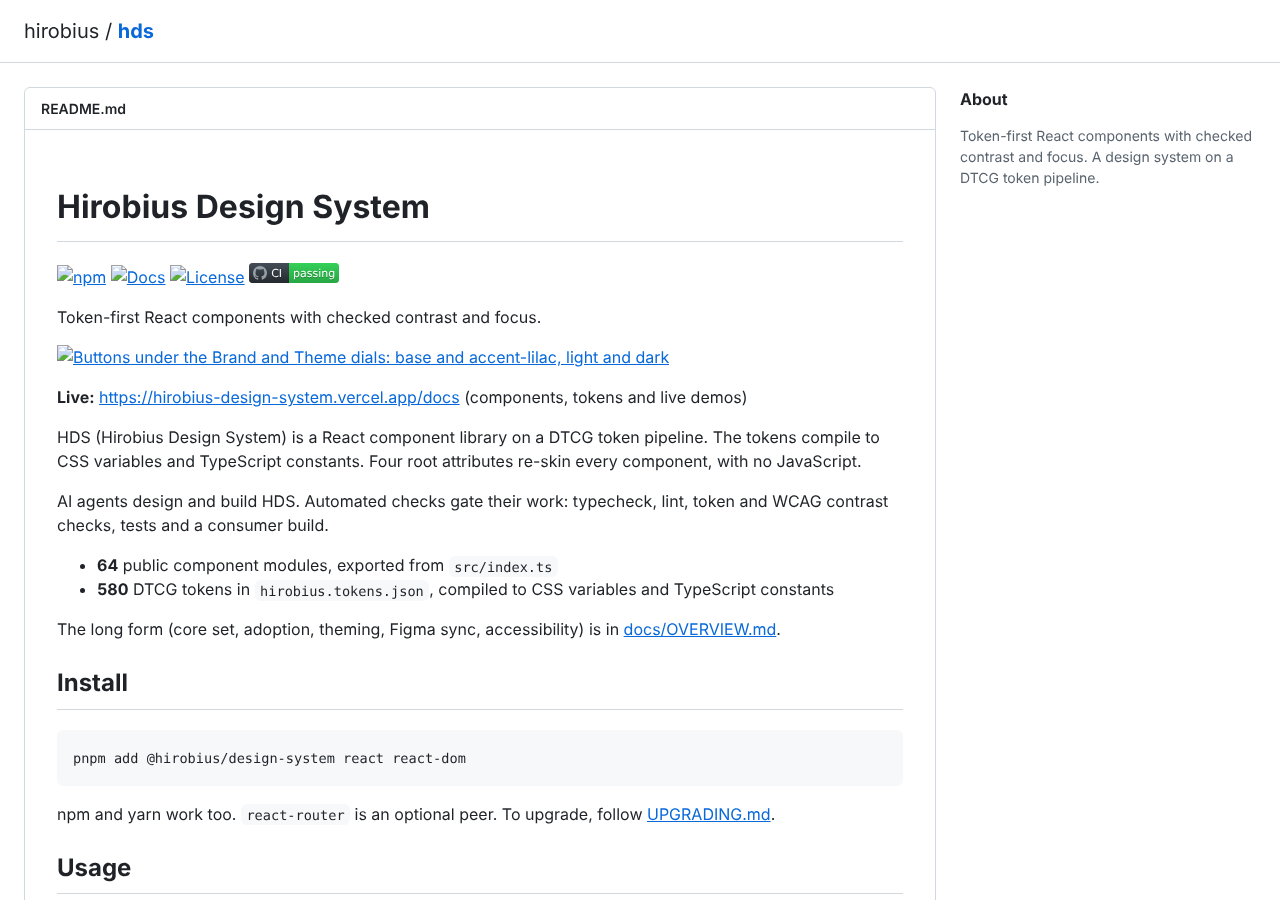 hirobius / hds
README.md
About
Token-first React components with checked
contrast and focus. A design system on a
DTCG token pipeline.
Hirobius Design System
npm Docs License CI passing
Token-first React components with checked contrast and focus.
Buttons under the Brand and Theme dials: base and accent-lilac, light and dark
Live: https://hirobius-design-system.vercel.app/docs (components, tokens and live demos)
HDS (Hirobius Design System) is a React component library on a DTCG token pipeline. The tokens compile to
CSS variables and TypeScript constants. Four root attributes re-skin every component, with no JavaScript.
AI agents design and build HDS. Automated checks gate their work: typecheck, lint, token and WCAG contrast
checks, tests and a consumer build.
• 64 public component modules, exported from src/index.ts
• 580 DTCG tokens in hirobius.tokens.json, compiled to CSS variables and TypeScript constants
The long form (core set, adoption, theming, Figma sync, accessibility) is in docs/OVERVIEW.md.
Install
pnpm add @hirobius/design-system react react-dom
npm and yarn work too. react-router is an optional peer. To upgrade, follow UPGRADING.md.
Usage